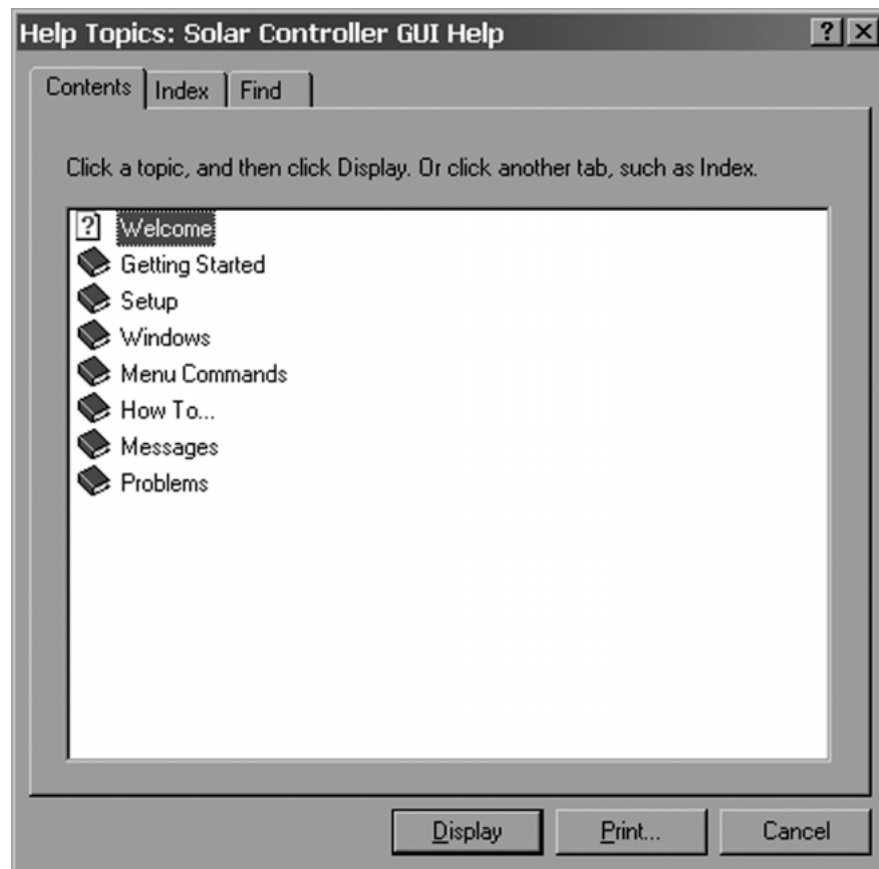 Help Topics: Solar Controller GUI Help
Contents Index Find
Click a topic, and then click Display. Or click another tab, such as Index.
Welcome
Getting Started
Setup
Windows
Menu Commands
How To...
Messages
Problems
Display Print... Cancel